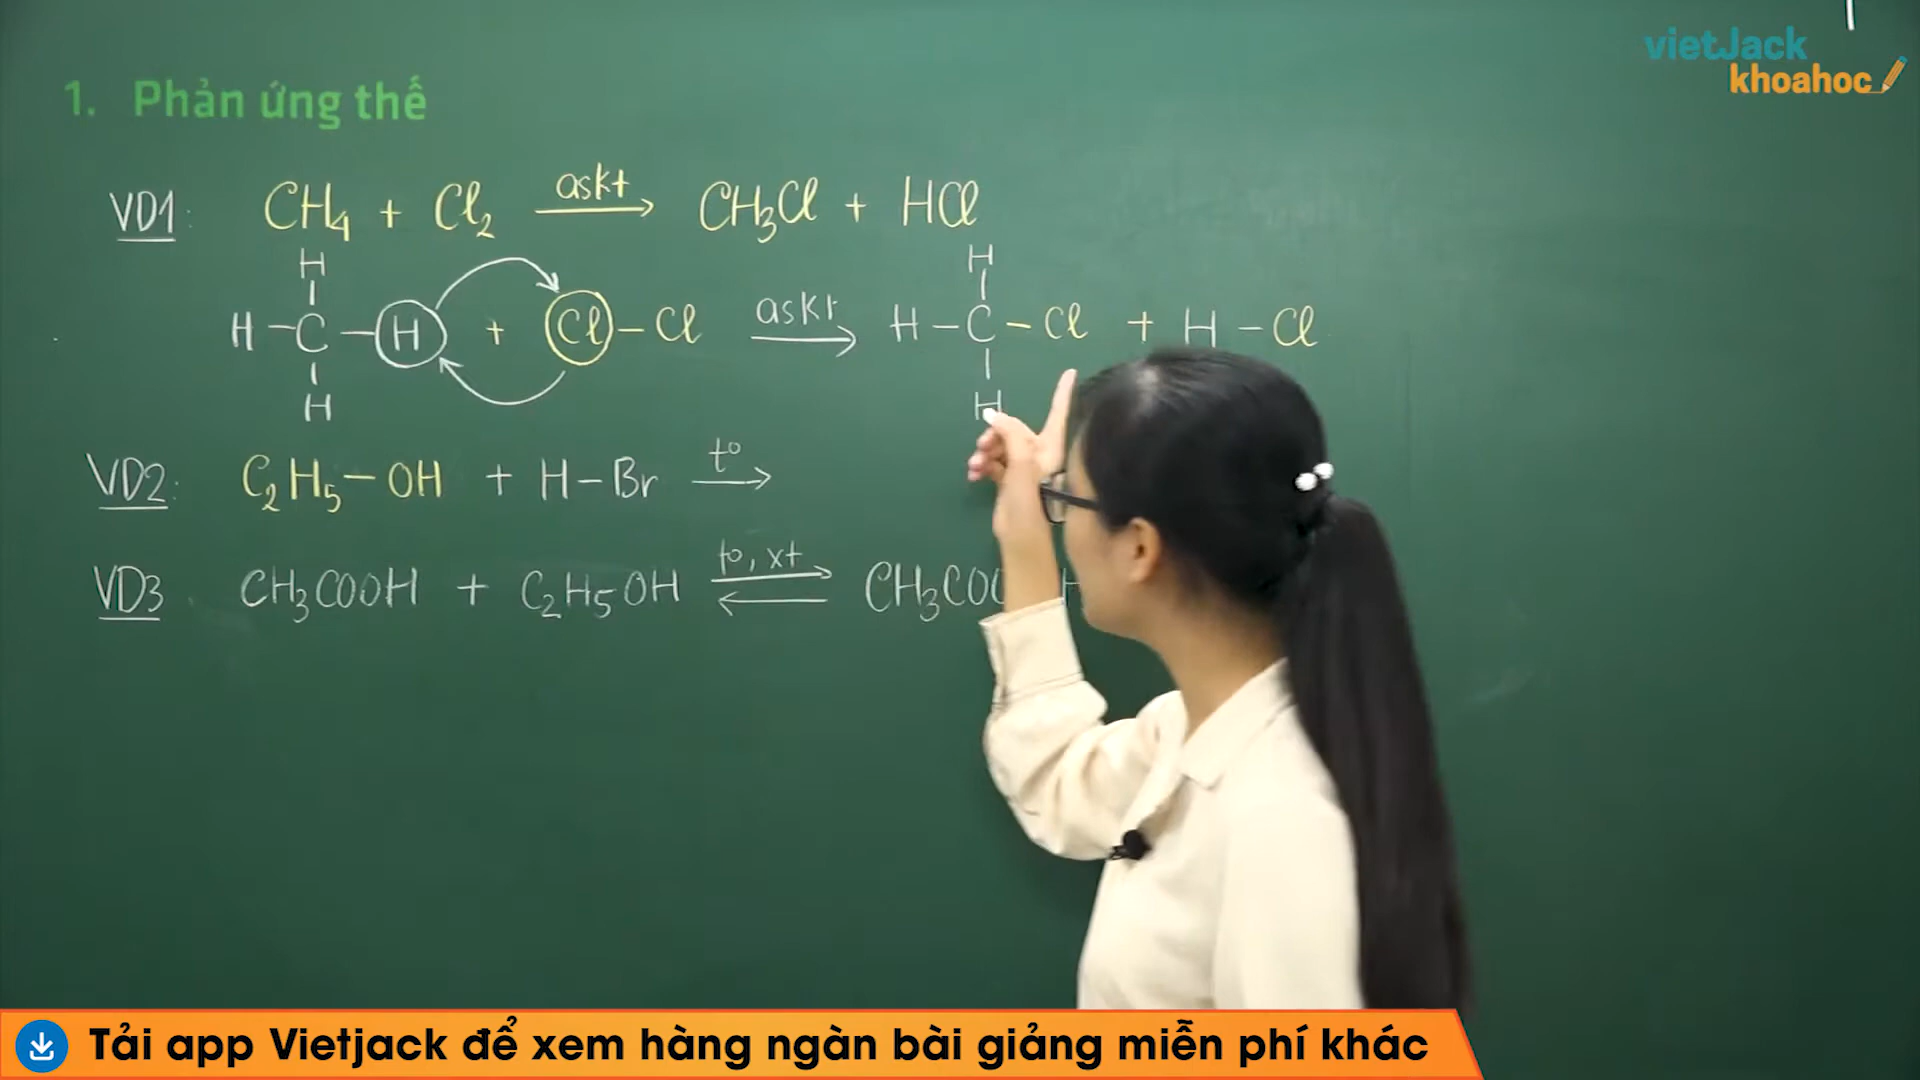 vietJack
khoahoc
1. Phản ứng thế
VD1: CH₄ + Cl₂ askt → CH₃Cl + HCl
H H
H – C – H + Cl – Cl askt → H – C – Cl + H – Cl
H H
VD2: C₂H₅ – OH + H – Br t° →
VD3 CH₃COOH + C₂H₅OH t°, xt ⇌ CH₃COO
Tải app Vietjack để xem hàng ngàn bài giảng miễn phí khác